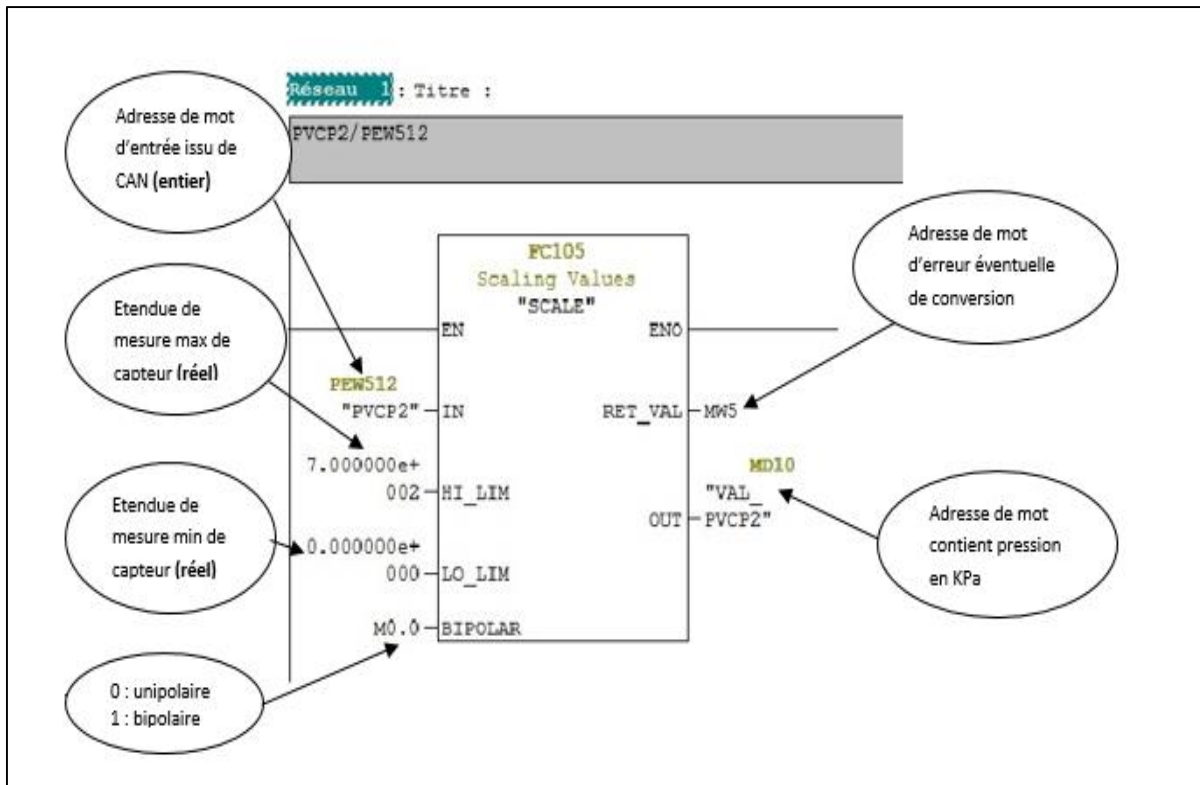 Réseau 1 : Titre :
PVCP2/PEW512
Adresse de mot
d'entrée issu de
CAN (entier)
Etendue de
mesure max de
capteur (réel)
Etendue de
mesure min de
capteur (réel)
0 : unipolaire
1 : bipolaire
FC105
Scaling Values
"SCALE"
EN
ENO
PEW512
"PVCP2"
IN
RET_VAL
MW5
7.000000e+
002
HI_LIM
MD10
"VAL_
PVCP2"
OUT
0.000000e+
000
LO_LIM
M0.0
BIPOLAR
Adresse de mot
d'erreur éventuelle
de conversion
Adresse de mot
contient pression
en KPa